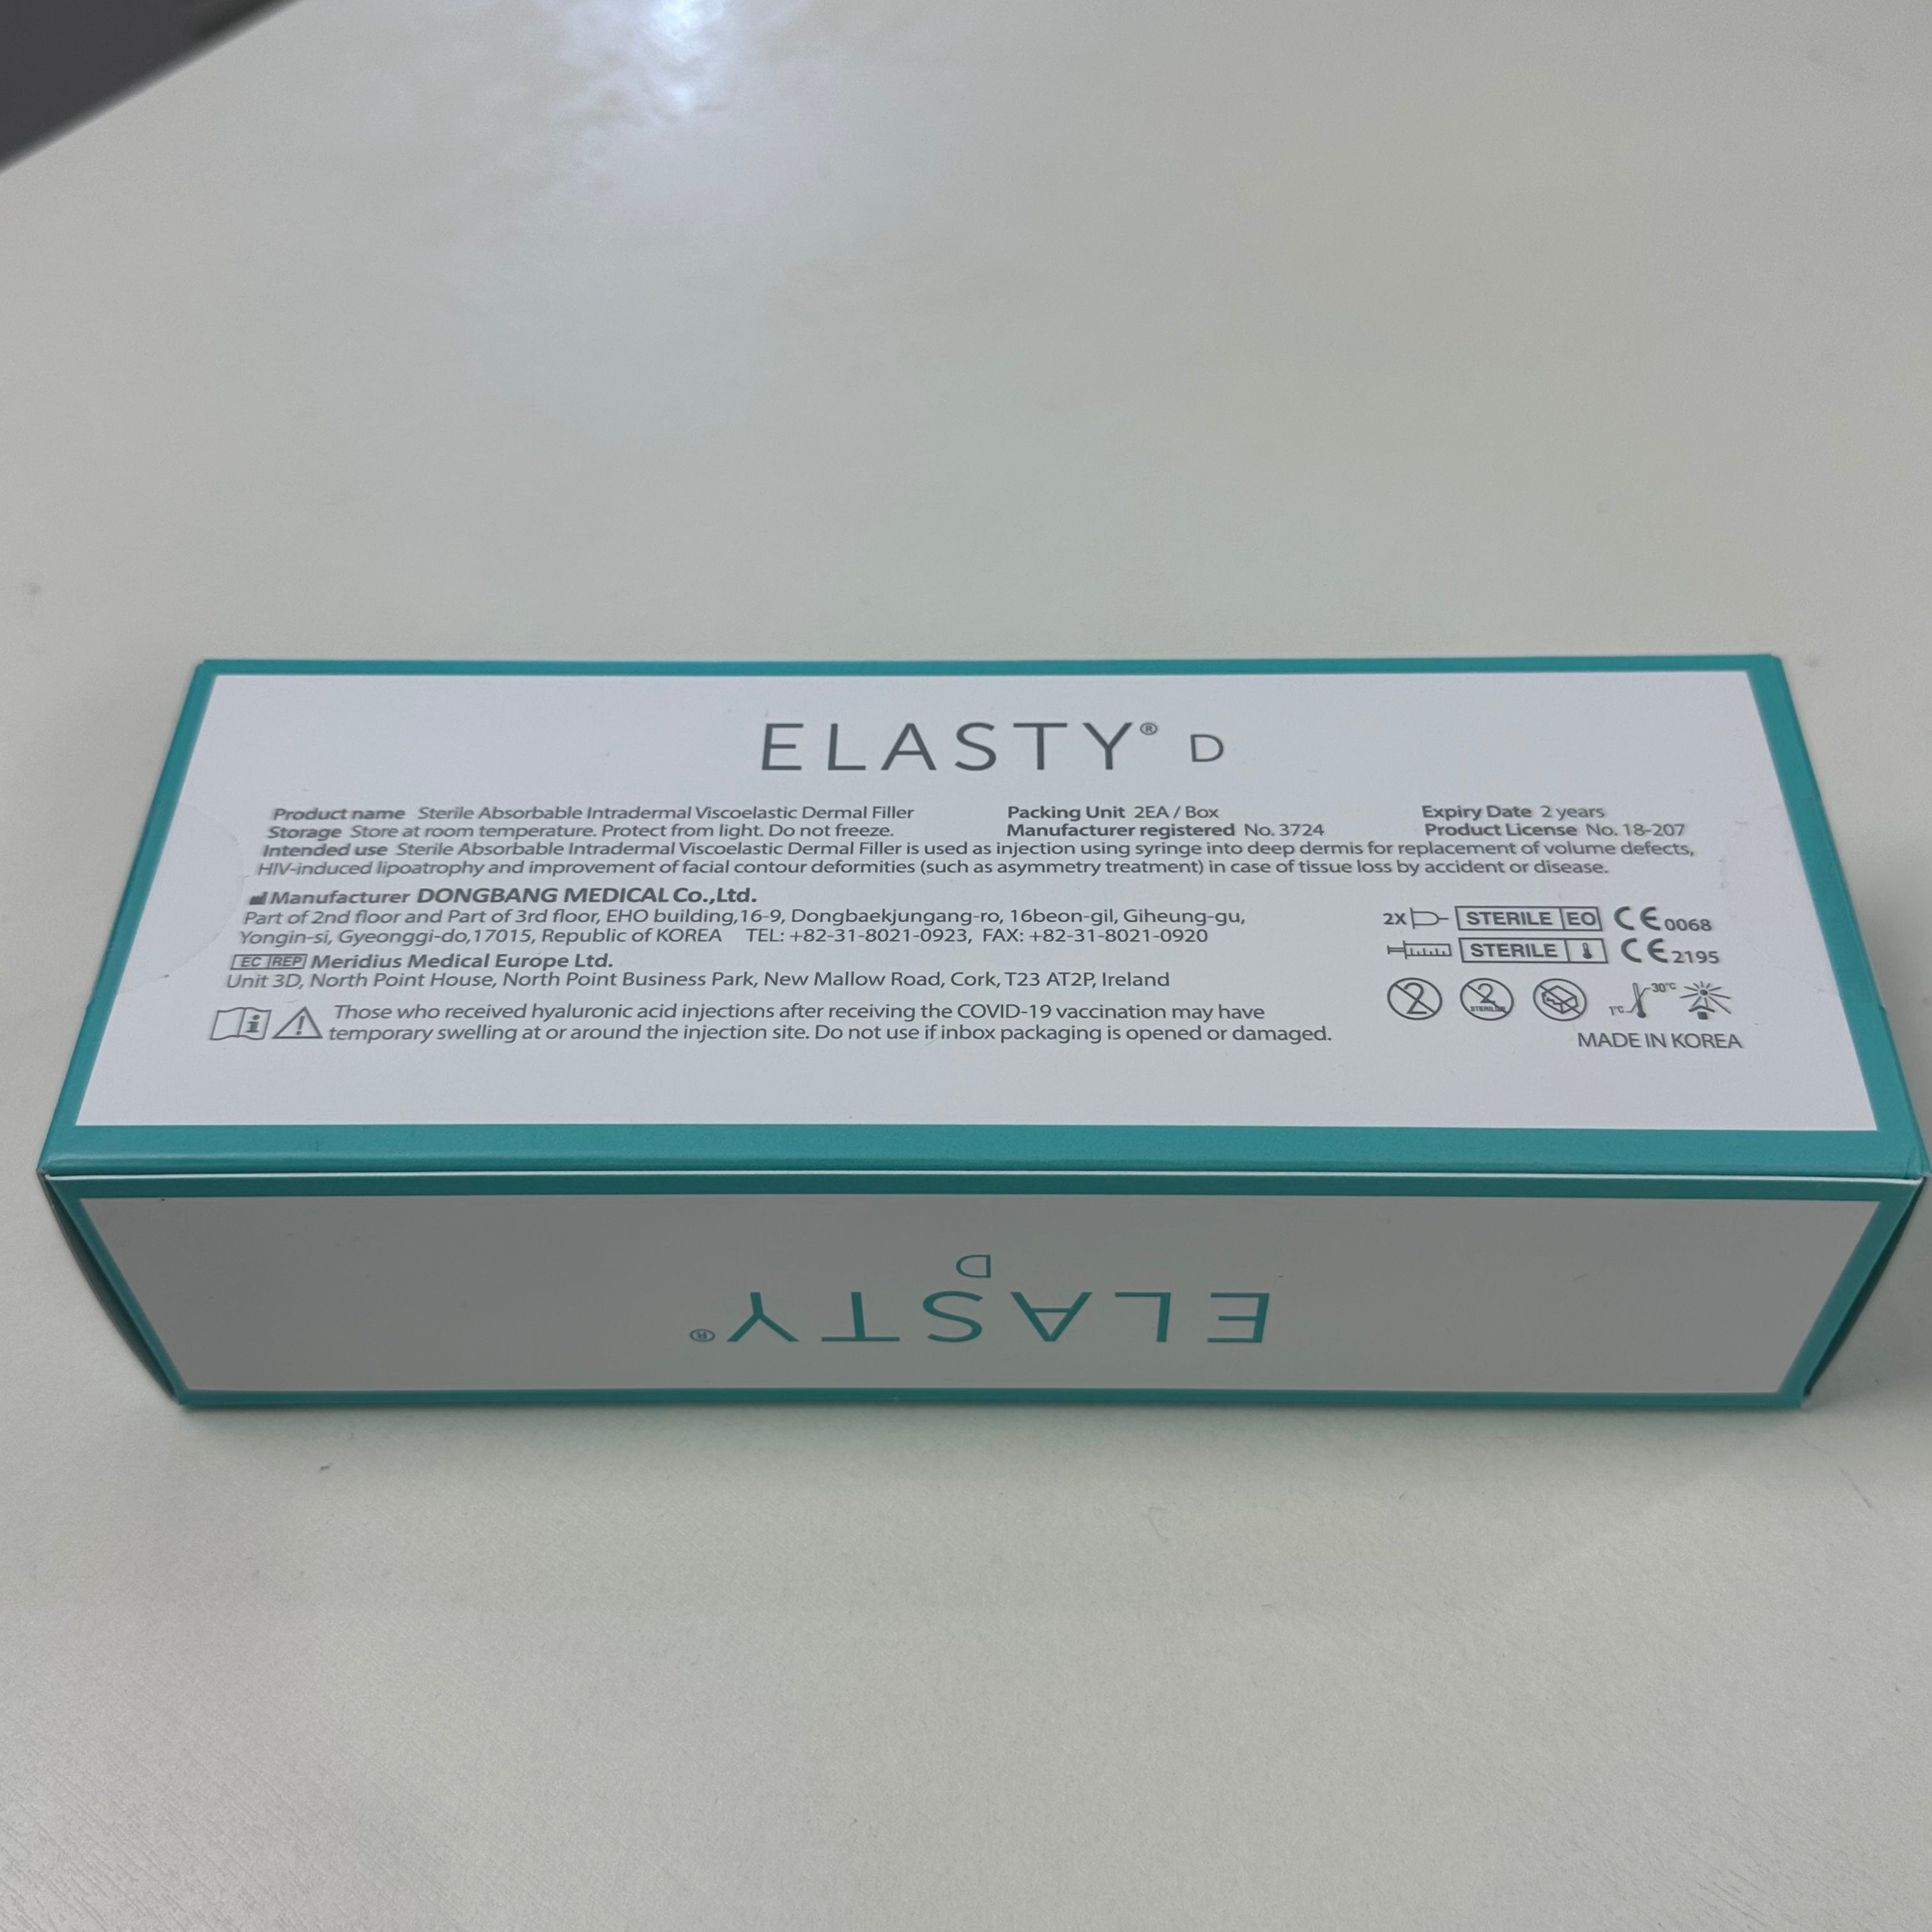 ELASTY® D
Product name Sterile Absorbable Intradermal Viscoelastic Dermal Filler
Packing Unit 2EA / Box
Expiry Date 2 years
Storage Store at room temperature. Protect from light. Do not freeze.
Manufacturer registered No. 3724
Product License No. 18-207
Intended use Sterile Absorbable Intradermal Viscoelastic Dermal Filler is used as injection using syringe into deep dermis for replacement of volume defects,
HIV-induced lipoatrophy and improvement of facial contour deformities (such as asymmetry treatment) in case of tissue loss by accident or disease.
Manufacturer DONGBANG MEDICAL Co.,Ltd.
Part of 2nd floor and Part of 3rd floor, EHO building,16-9, Dongbaekjungang-ro, 16beon-gil, Giheung-gu,
Yongin-si, Gyeonggi-do,17015, Republic of KOREA TEL: +82-31-8021-0923, FAX: +82-31-8021-0920
EC REP Meridius Medical Europe Ltd.
Unit 3D, North Point House, North Point Business Park, New Mallow Road, Cork, T23 AT2P, Ireland
Those who received hyaluronic acid injections after receiving the COVID-19 vaccination may have
temporary swelling at or around the injection site. Do not use if inbox packaging is opened or damaged.
2X STERILE EO CE 0068
STERILE CE 2195
2 2 STERILIZE 1°C 30°C
MADE IN KOREA
ELASTY®
D